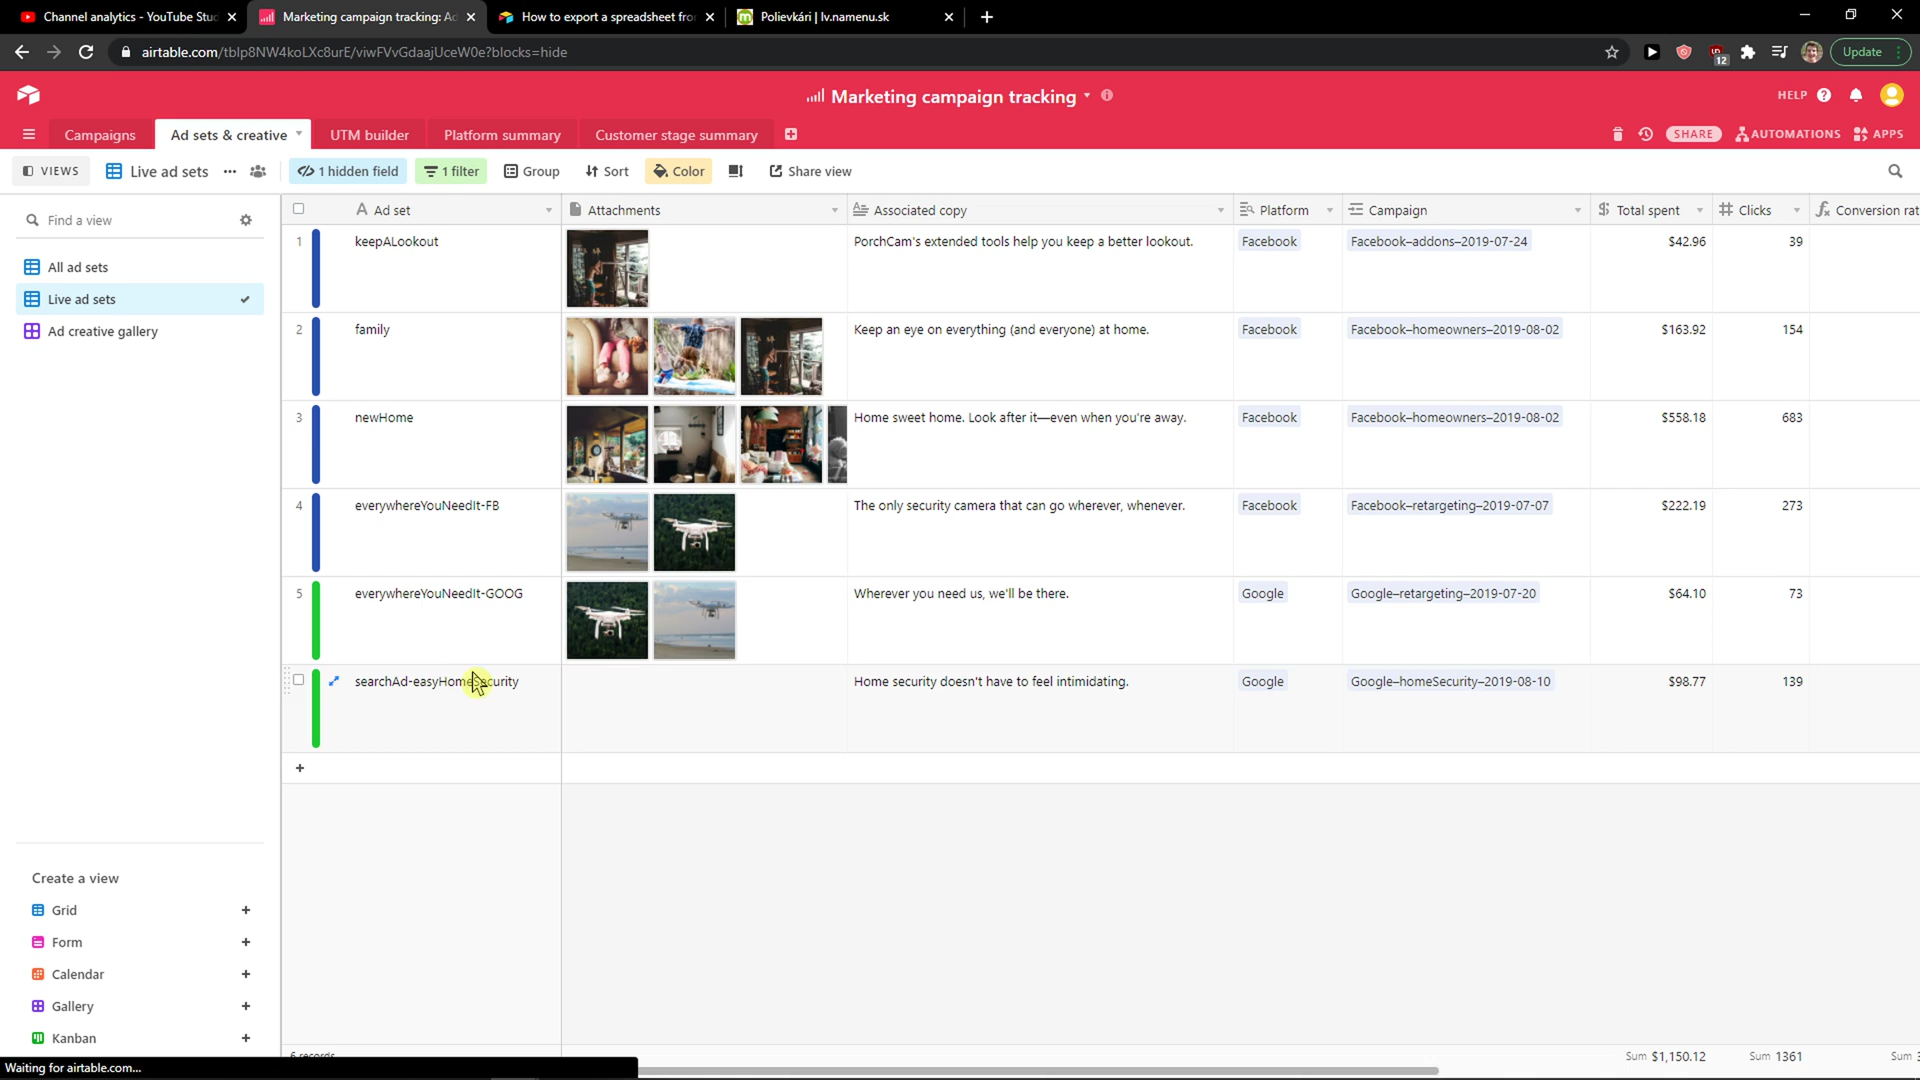 Channel analytics - YouTube Stu
Marketing campaign tracking: Ad
How to export a spreadsheet fro
Polievkári | lv.namenu.sk
airtable.com/tblp8NW4koLXc8urE/viwFVvGdaajUceW0e?blocks=hide
12
Update
Marketing campaign tracking
HELP
Campaigns
Ad sets & creative
UTM builder
Platform summary
Customer stage summary
SHARE
AUTOMATIONS
APPS
VIEWS
Live ad sets
1 hidden field
1 filter
Group
Sort
Color
Share view
Find a view
All ad sets
Live ad sets
Ad creative gallery
Ad set
Attachments
Associated copy
Platform
Campaign
Total spent
Clicks
Conversion rat
1 keepALookout PorchCam's extended tools help you keep a better lookout. Facebook Facebook–addons–2019-07-24 $42.96 39
2 family Keep an eye on everything (and everyone) at home. Facebook Facebook–homeowners–2019-08-02 $163.92 154
3 newHome Home sweet home. Look after it—even when you're away. Facebook Facebook–homeowners–2019-08-02 $558.18 683
4 everywhereYouNeedIt-FB The only security camera that can go wherever, whenever. Facebook Facebook–retargeting–2019-07-07 $222.19 273
5 everywhereYouNeedIt-GOOG Wherever you need us, we'll be there. Google Google–retargeting–2019-07-20 $64.10 73
searchAd-easyHomeSecurity Home security doesn't have to feel intimidating. Google Google–homeSecurity–2019-08-10 $98.77 139
Create a view
Grid
Form
Calendar
Gallery
Kanban
6 records
Sum $1,150.12
Sum 1361
Sum
Waiting for airtable.com...